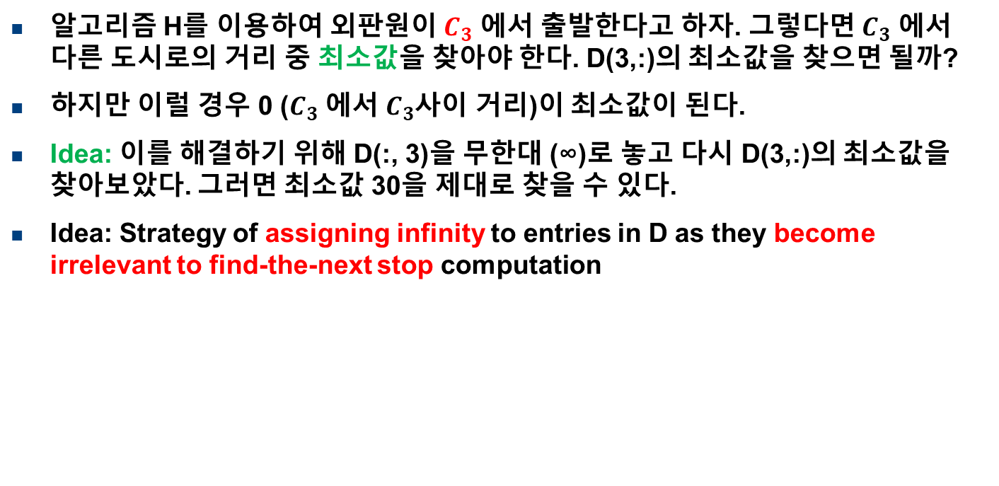 알고리즘 H를 이용하여 외판원이 C₃ 에서 출발한다고 하자. 그렇다면 C₃ 에서
다른 도시로의 거리 중 최소값을 찾아야 한다. D(3,:)의 최소값을 찾으면 될까?
하지만 이럴 경우 0 (C₃ 에서 C₃사이 거리)이 최소값이 된다.
Idea: 이를 해결하기 위해 D(:, 3)을 무한대 (∞)로 놓고 다시 D(3,:)의 최소값을
찾아보았다. 그러면 최소값 30을 제대로 찾을 수 있다.
Idea: Strategy of assigning infinity to entries in D as they become
irrelevant to find-the-next stop computation